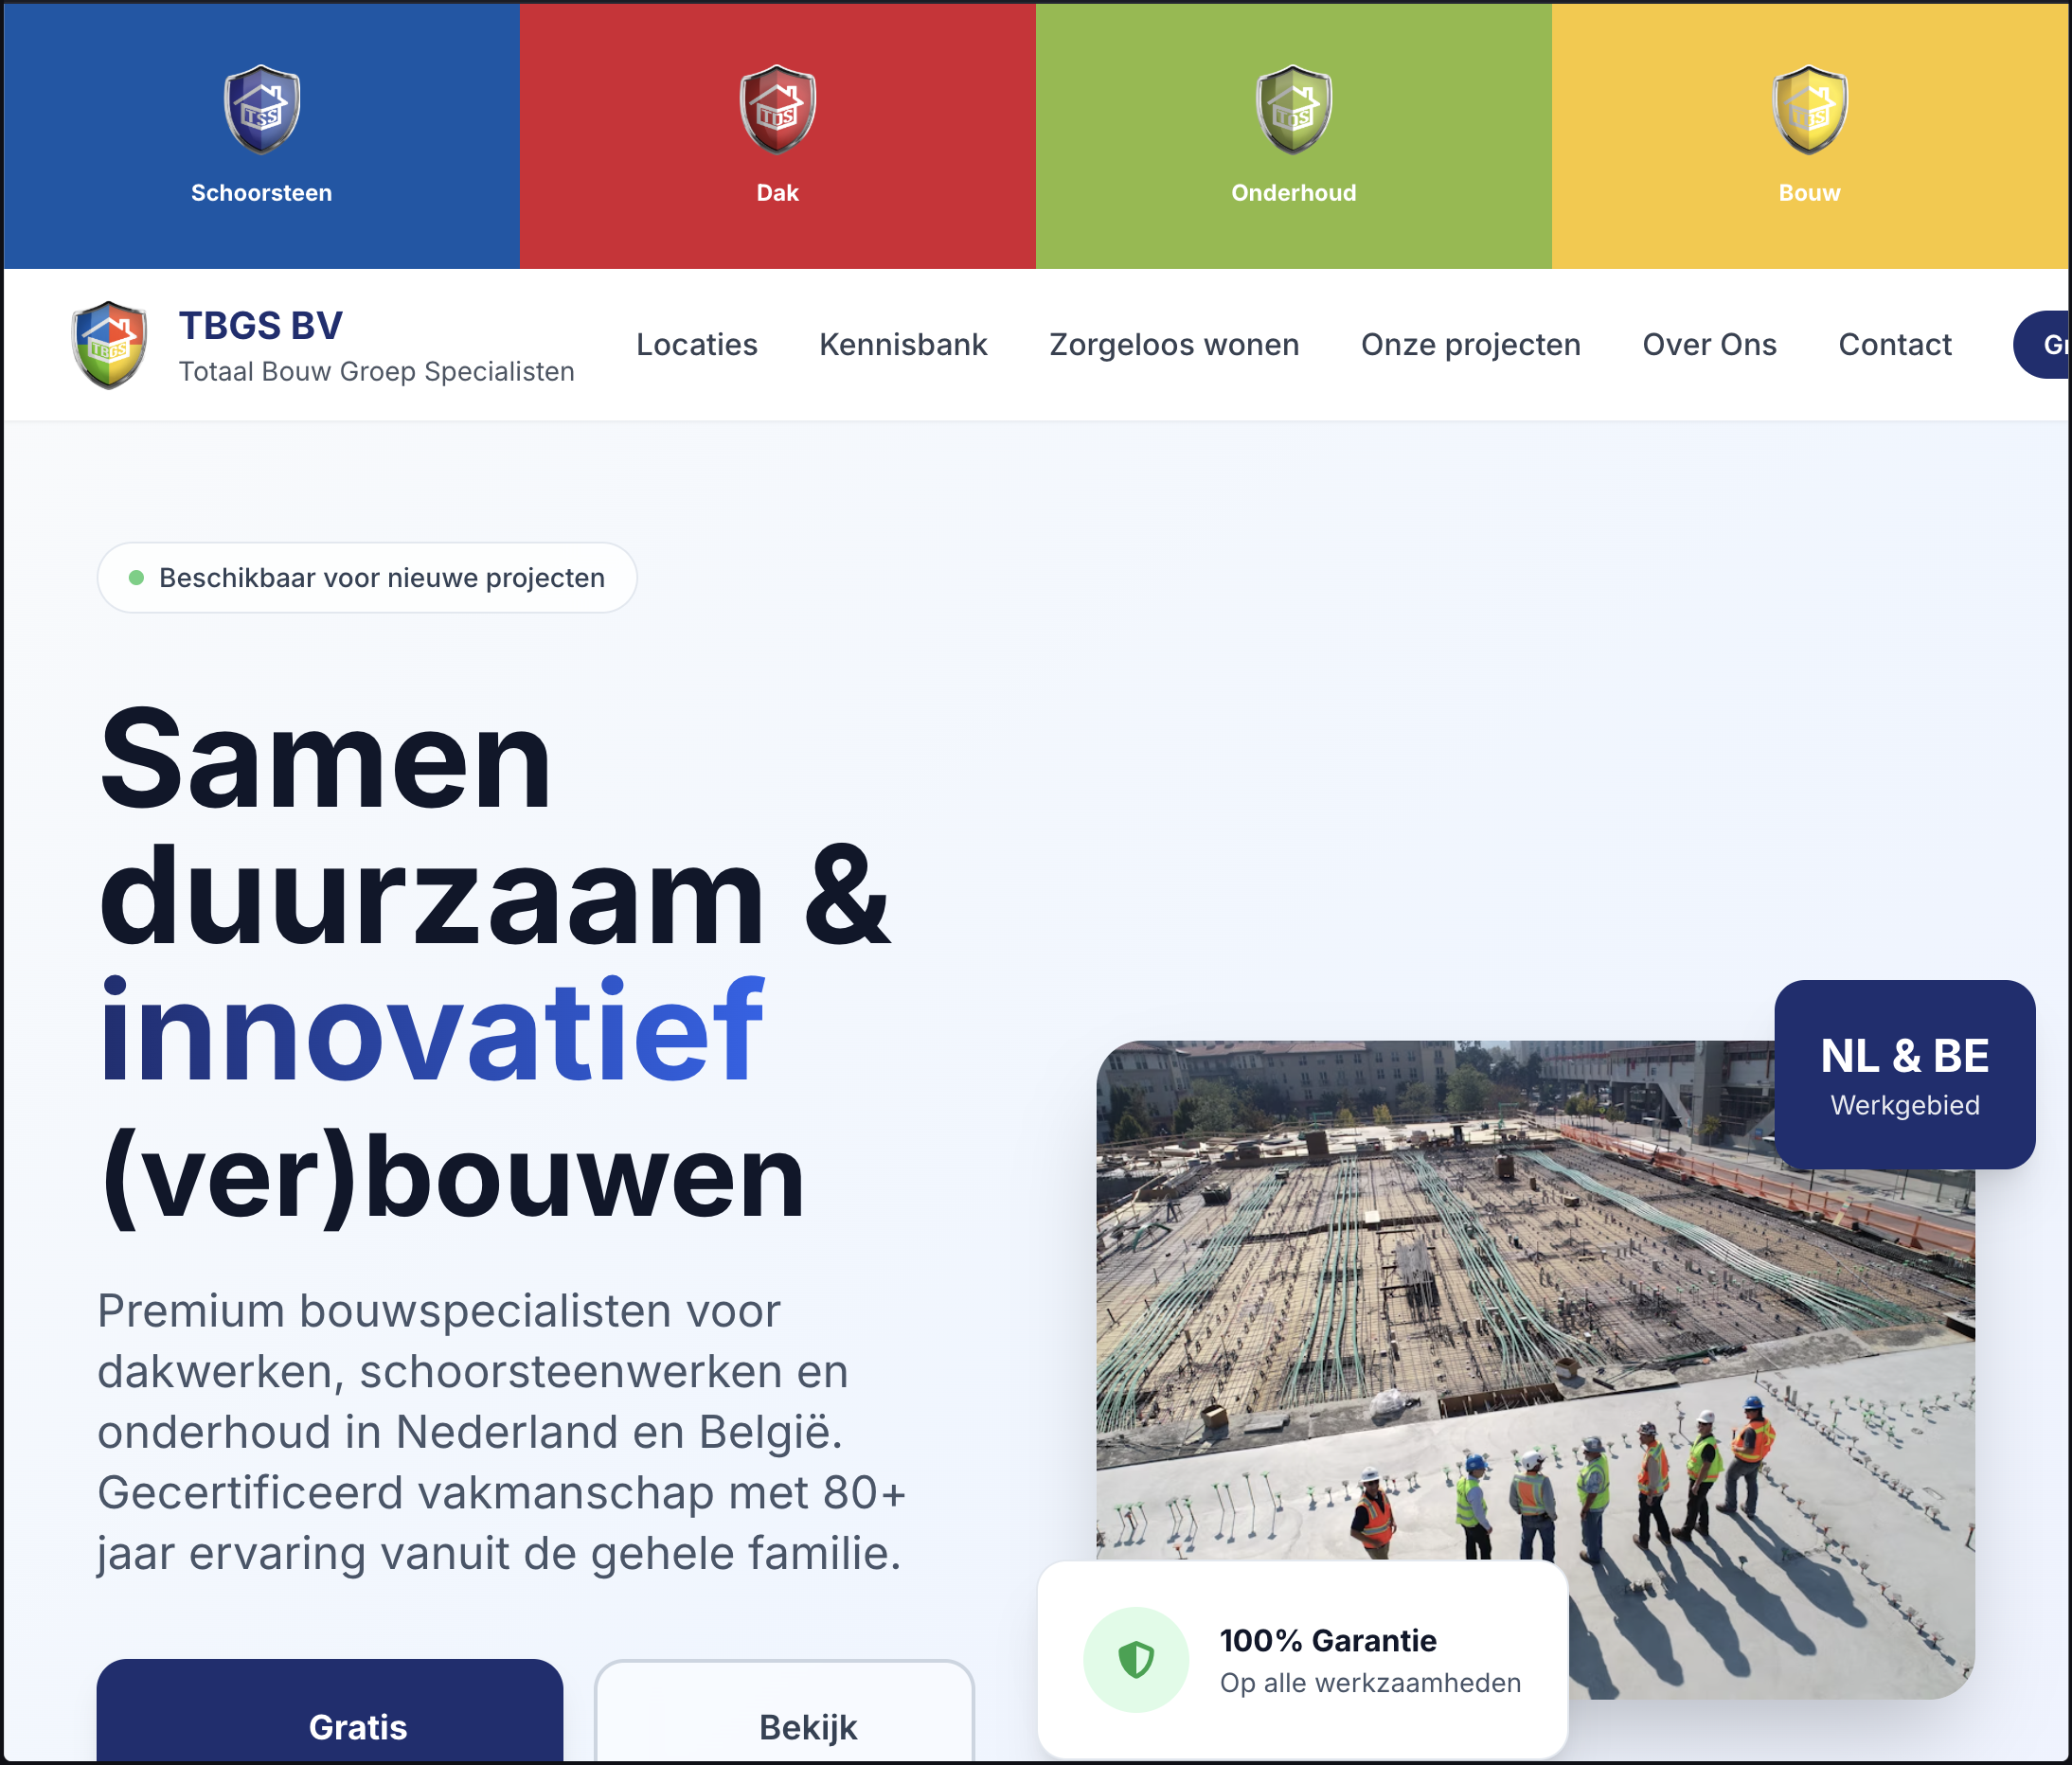 TSS
TDS
TOS
TBS
Schoorsteen
Dak
Onderhoud
Bouw
TBGS
TBGS BV
Totaal Bouw Groep Specialisten
Locaties
Kennisbank
Zorgeloos wonen
Onze projecten
Over Ons
Contact
Beschikbaar voor nieuwe projecten
Samen
duurzaam &
innovatief
(ver)bouwen
NL & BE
Werkgebied
Premium bouwspecialisten voor
dakwerken, schoorsteenwerken en
onderhoud in Nederland en België.
Gecertificeerd vakmanschap met 80+
jaar ervaring vanuit de gehele familie.
100% Garantie
Op alle werkzaamheden
Gratis
Bekijk